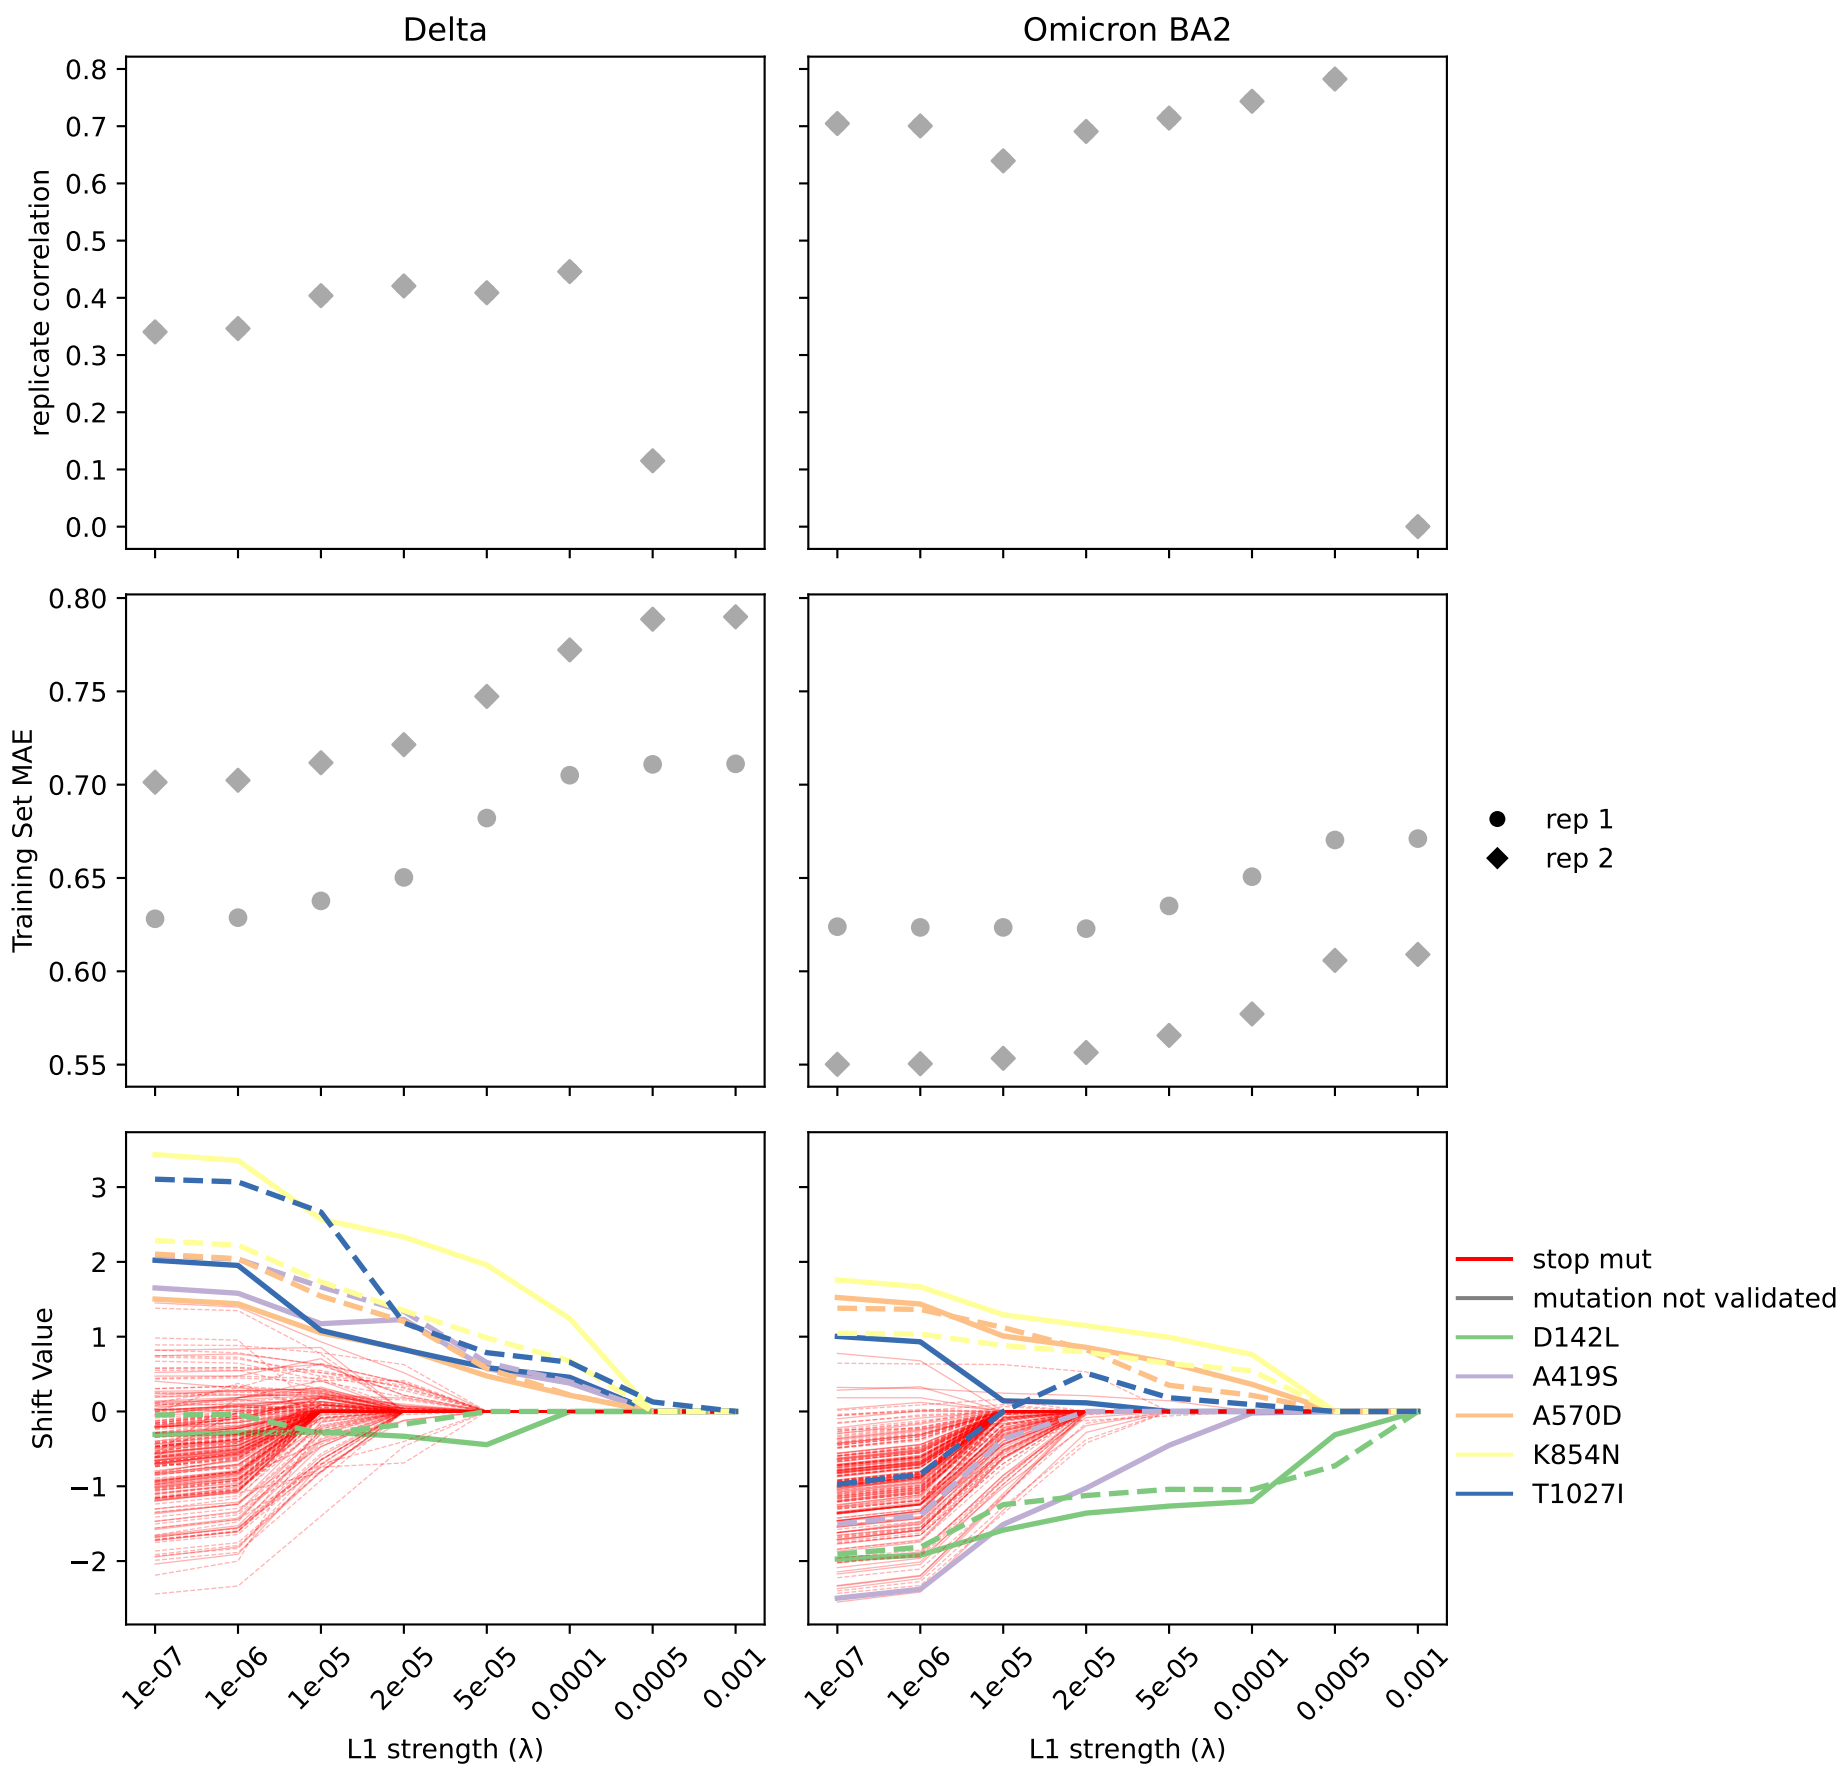 Delta
Omicron BA2
replicate correlation
0.8
0.7
0.6
0.5
0.4
0.3
0.2
0.1
0.0
Training Set MAE
0.80
0.75
0.70
0.65
0.60
0.55
rep 1
rep 2
Shift Value
3
2
1
0
−1
−2
stop mut
mutation not validated
D142L
A419S
A570D
K854N
T1027I
1e-07
1e-06
1e-05
2e-05
5e-05
0.0001
0.0005
0.001
1e-07
1e-06
1e-05
2e-05
5e-05
0.0001
0.0005
0.001
L1 strength (λ)
L1 strength (λ)